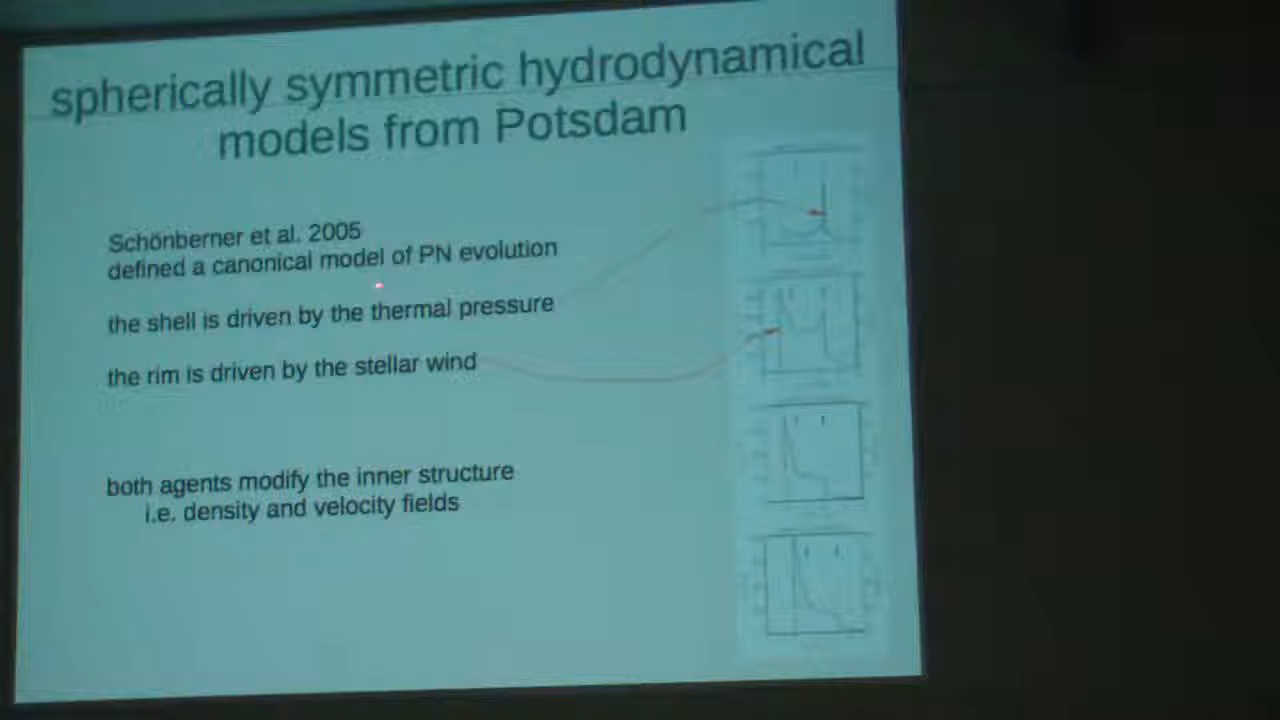 spherically symmetric hydrodynamical
models from Potsdam
Schönberner et al. 2005
defined a canonical model of PN evolution
the shell is driven by the thermal pressure
the rim is driven by the stellar wind
both agents modify the inner structure
i.e. density and velocity fields